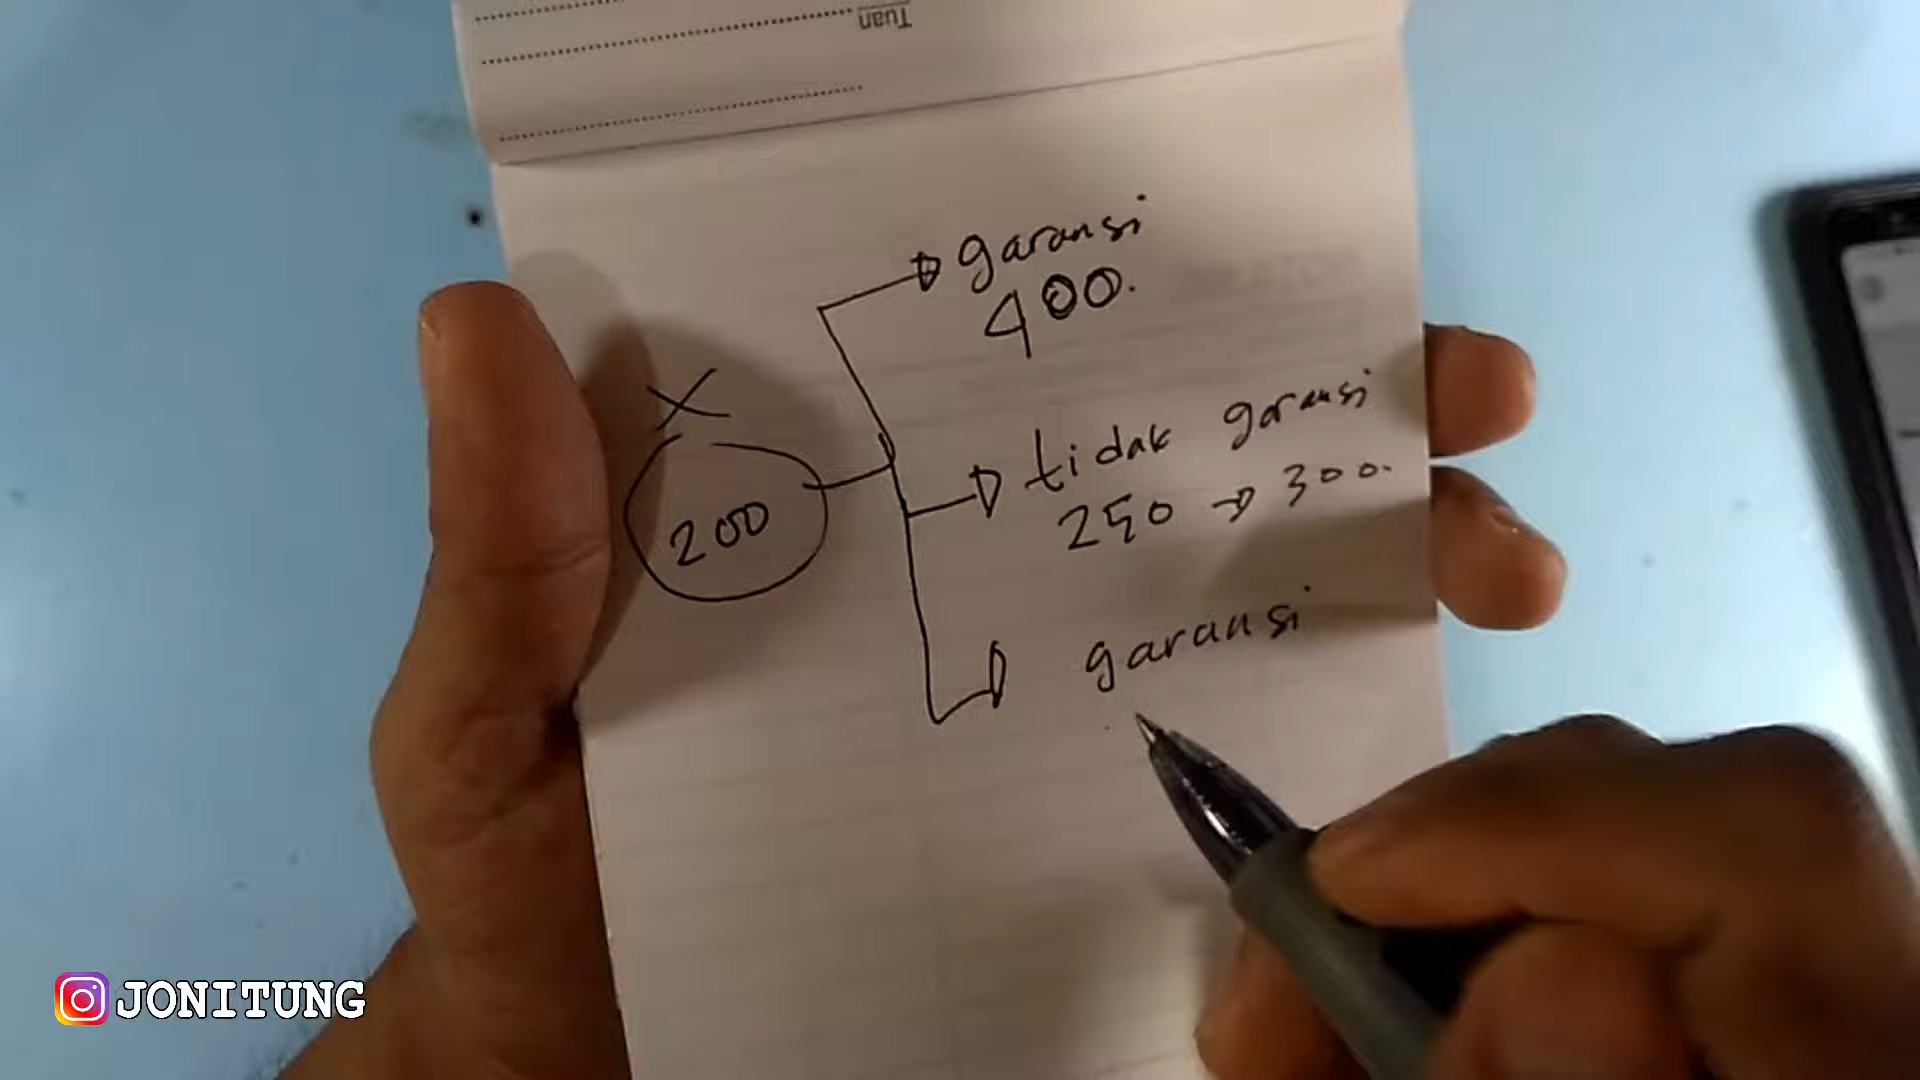 Tuan
garansi
400.
X
200
tidak garansi
250 → 300.
garansi
JONITUNG